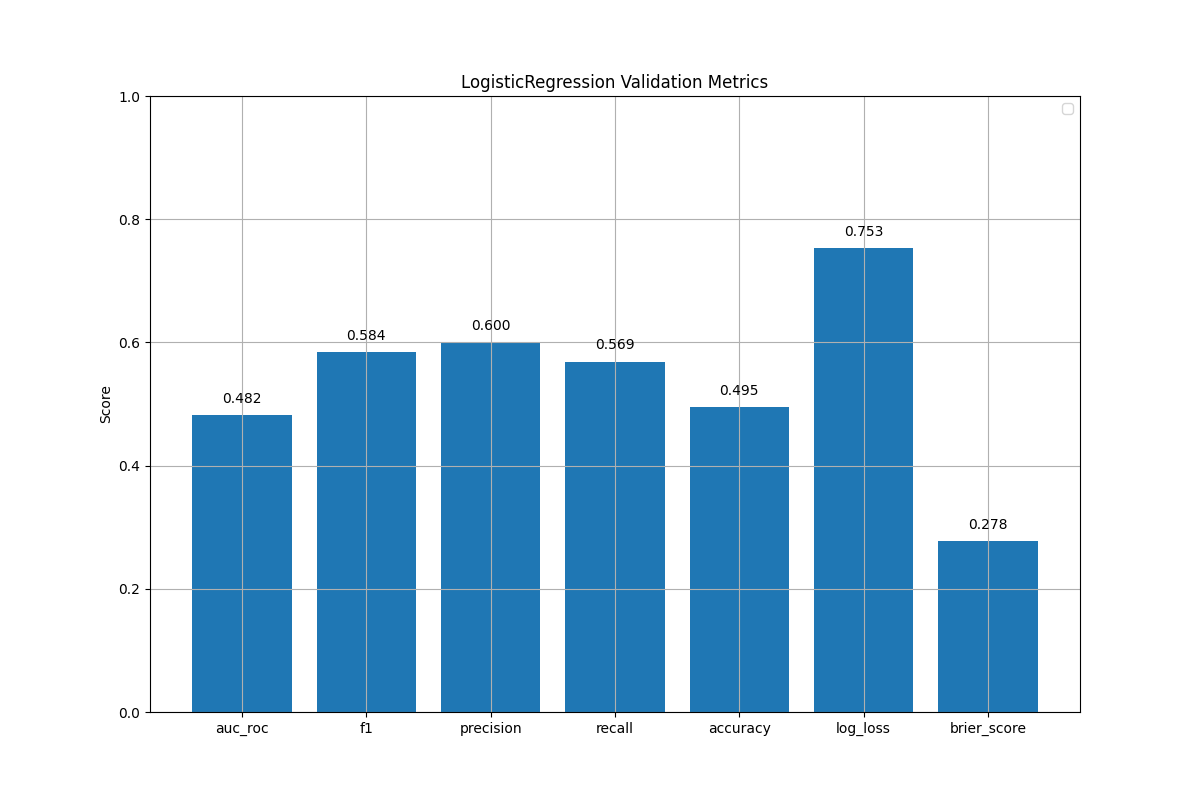 LogisticRegression Validation Metrics
1.0
0.8
0.6
0.4
0.2
0.0
Score
0.482
0.584
0.600
0.569
0.495
0.753
0.278
auc_roc
f1
precision
recall
accuracy
log_loss
brier_score